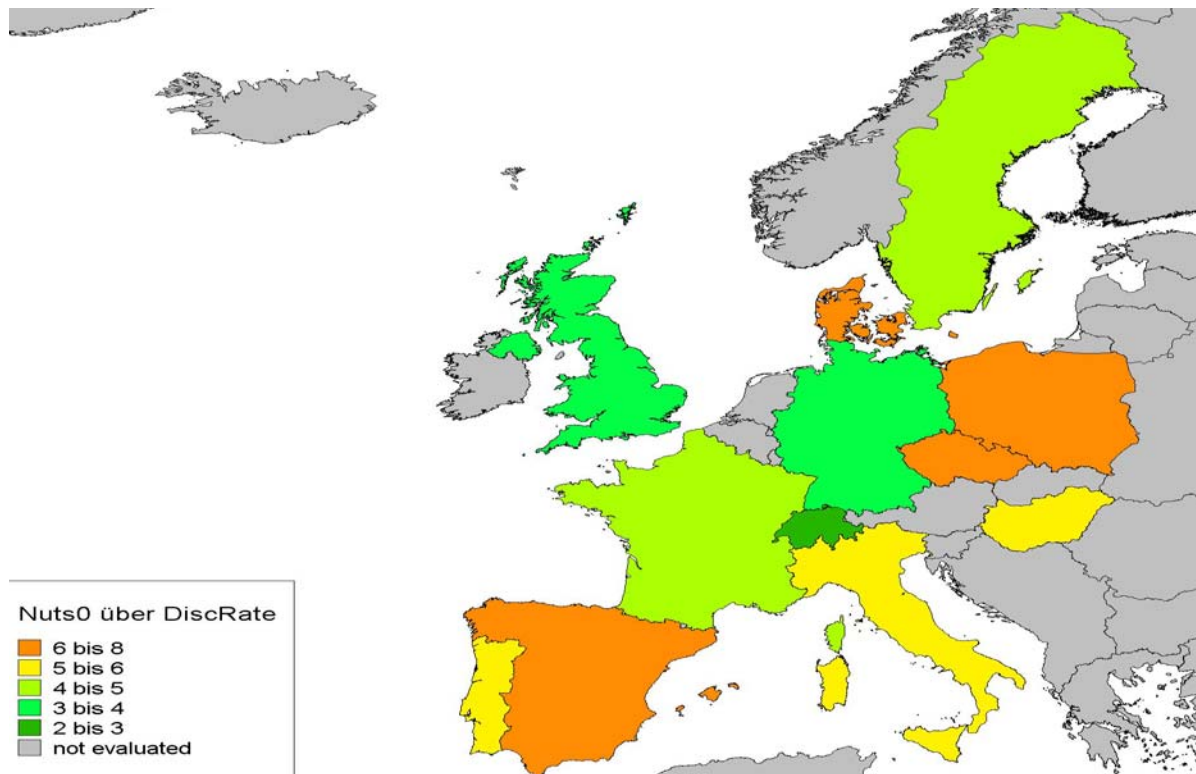 Nuts0 über DiscRate
6 bis 8
5 bis 6
4 bis 5
3 bis 4
2 bis 3
not evaluated